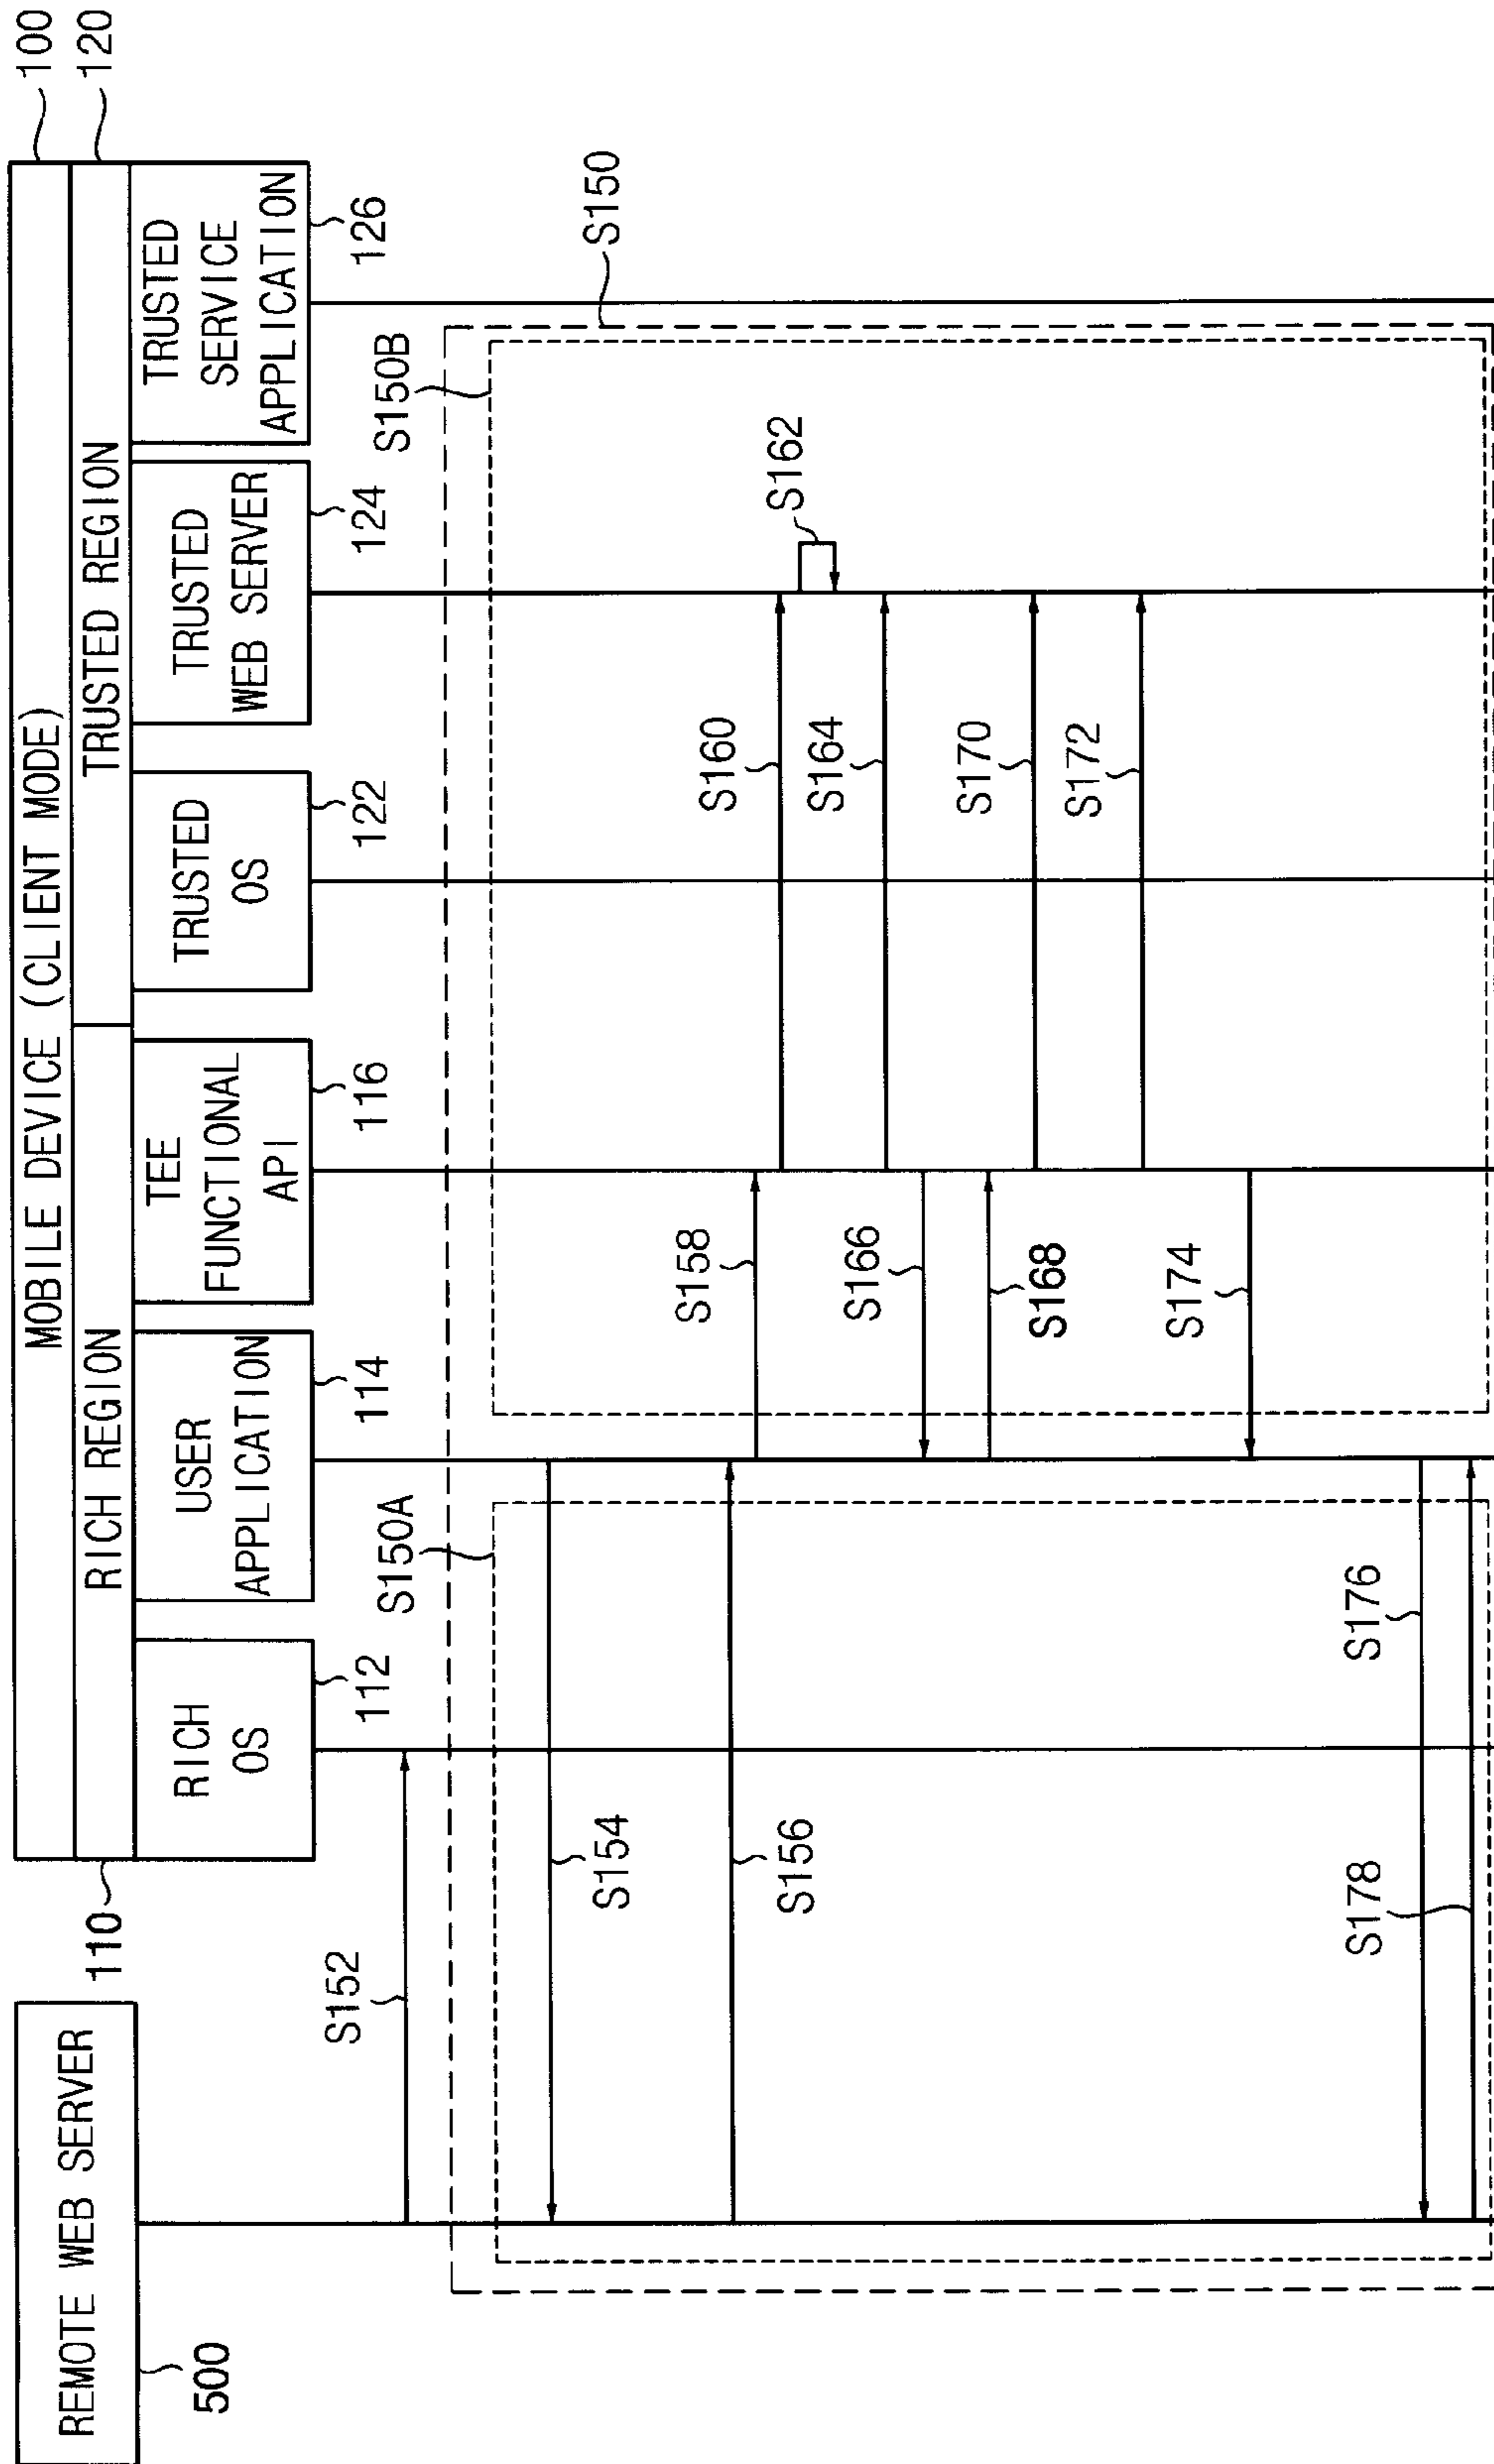 REMOTE WEB SERVER
500
MOBILE DEVICE (CLIENT MODE)
100
RICH REGION
110
TRUSTED REGION
120
RICH
OS
112
USER
APPLICATION
114
TEE
FUNCTIONAL
API
116
TRUSTED
OS
122
TRUSTED
WEB SERVER
124
TRUSTED
SERVICE
APPLICATION
126
S152
S150A
S150B
S150
S154
S156
S158
S160
S162
S164
S166
S168
S170
S172
S174
S176
S178